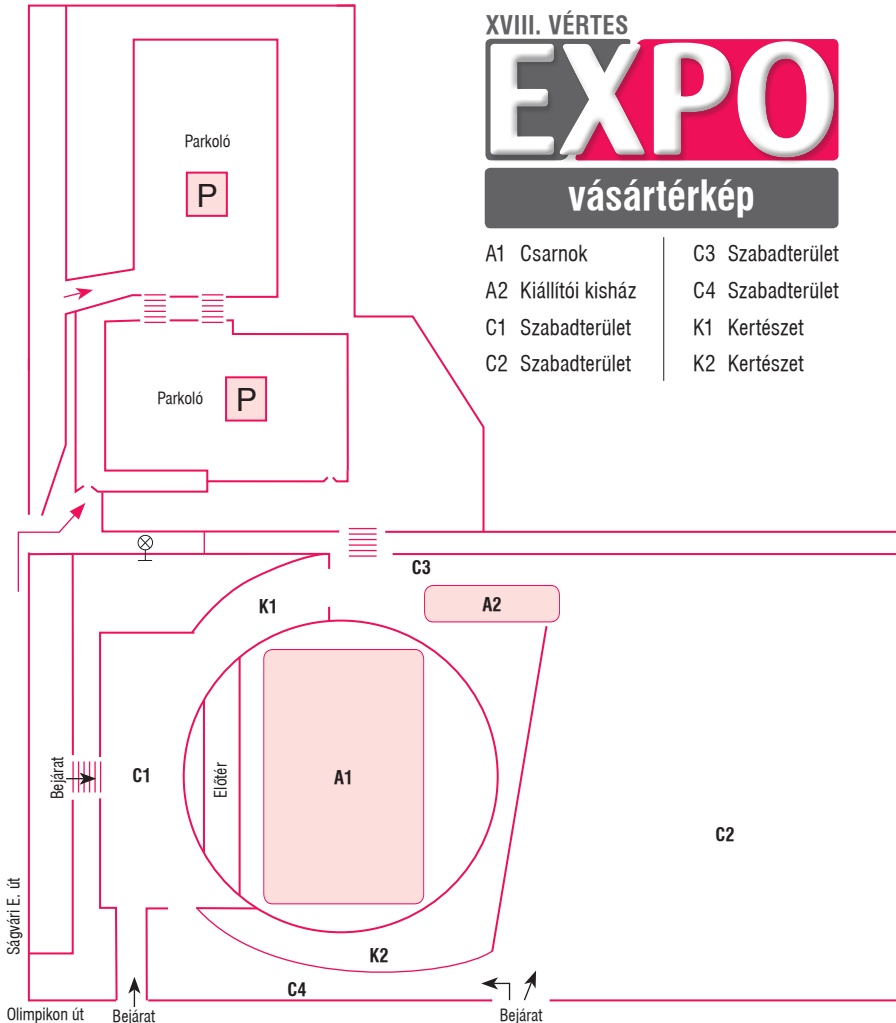 XVIII. VÉRTES
EXPO
vásártérkép
A1 Csarnok
A2 Kiállítói kisház
C1 Szabadterület
C2 Szabadterület
C3 Szabadterület
C4 Szabadterület
K1 Kertészet
K2 Kertészet
Parkoló
P
Parkoló
P
C3
K1
A2
Bejárat
C1
Előtér
A1
C2
Ságvári E. út
K2
C4
Olimpikon út
Bejárat
Bejárat